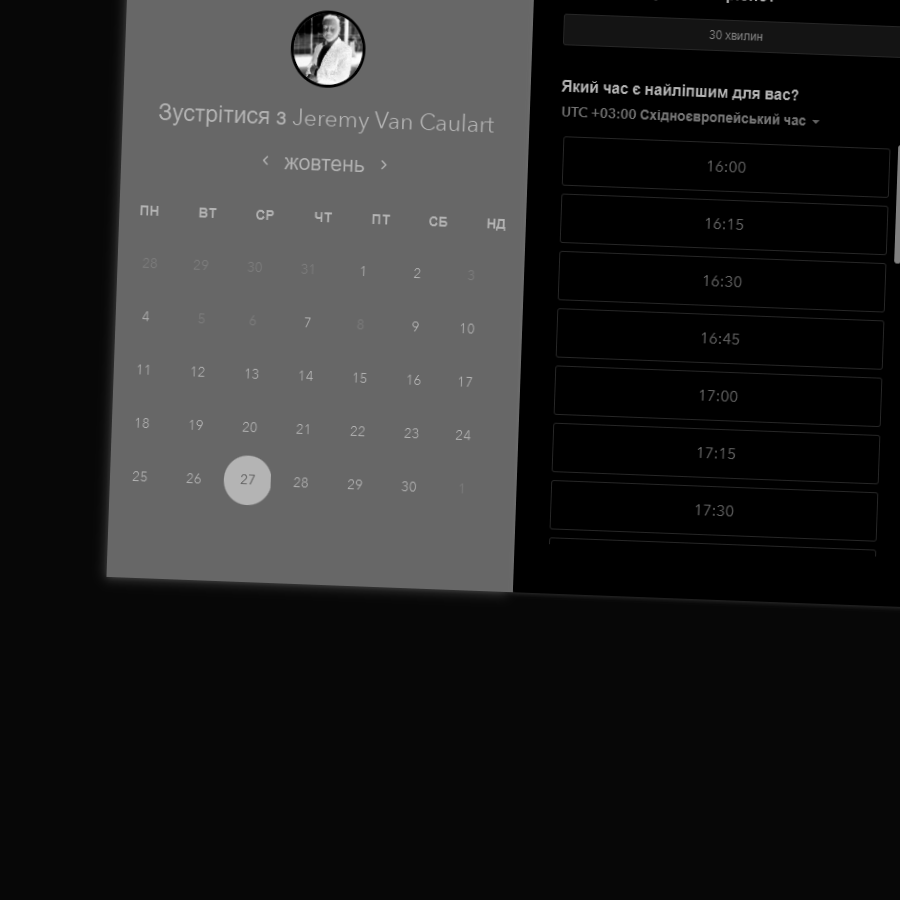 Зустрітися з Jeremy Van Caulart
‹ жовтень ›
ПН ВТ СР ЧТ ПТ СБ НД
28 29 30 31 1 2 3
4 5 6 7 8 9 10
11 12 13 14 15 16 17
18 19 20 21 22 23 24
25 26 27 28 29 30 1
30 хвилин
Який час є найліпшим для вас?
UTC +03:00 Східноєвропейський час
16:00
16:15
16:30
16:45
17:00
17:15
17:30